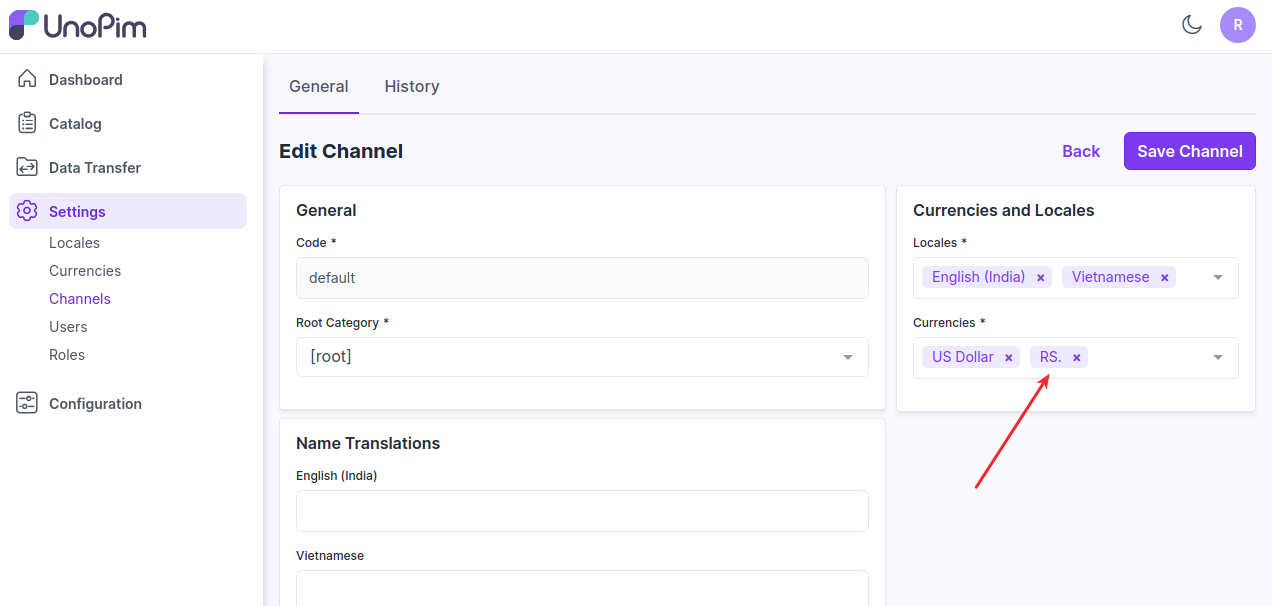 UnoPim
R
Dashboard
Catalog
Data Transfer
Settings
Locales
Currencies
Channels
Users
Roles
Configuration
General History
Edit Channel
Back Save Channel
General
Code *
default
Root Category *
[root]
Currencies and Locales
Locales *
English (India) × Vietnamese ×
Currencies *
US Dollar × RS. ×
Name Translations
English (India)
Vietnamese